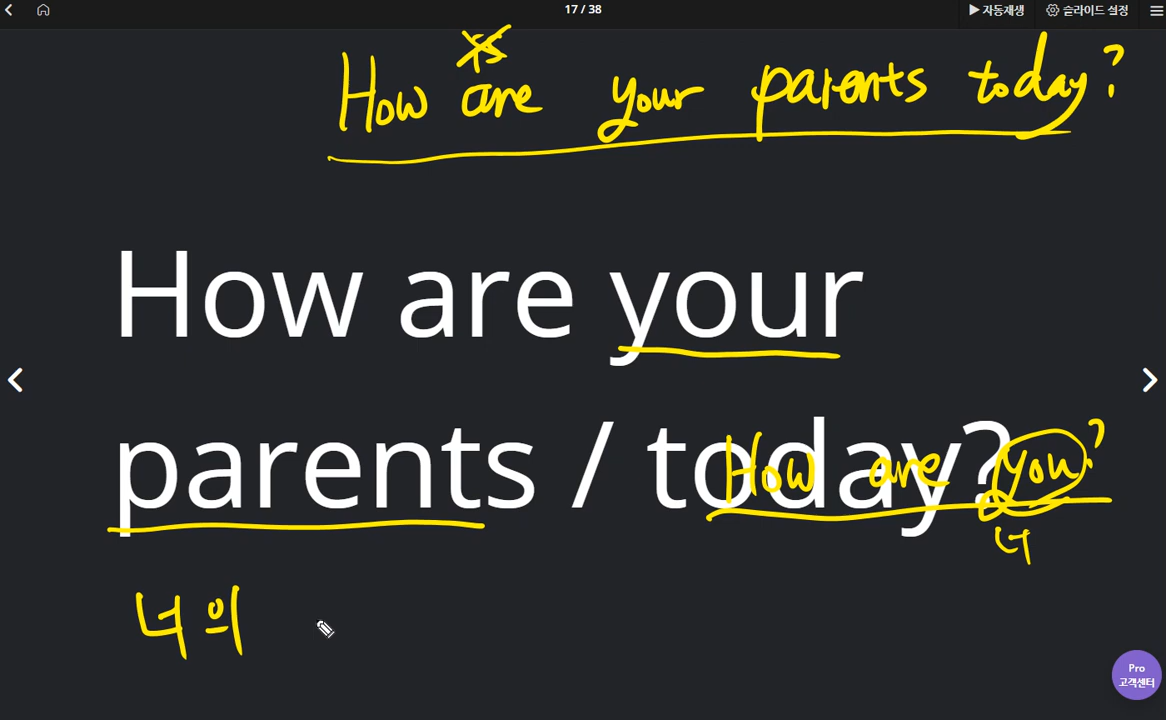 17 / 38
▶ 자동재생
슬라이드 설정
How are your parents today?
How are your
parents / today?
How are you?
너
너의
Pro
고객센터